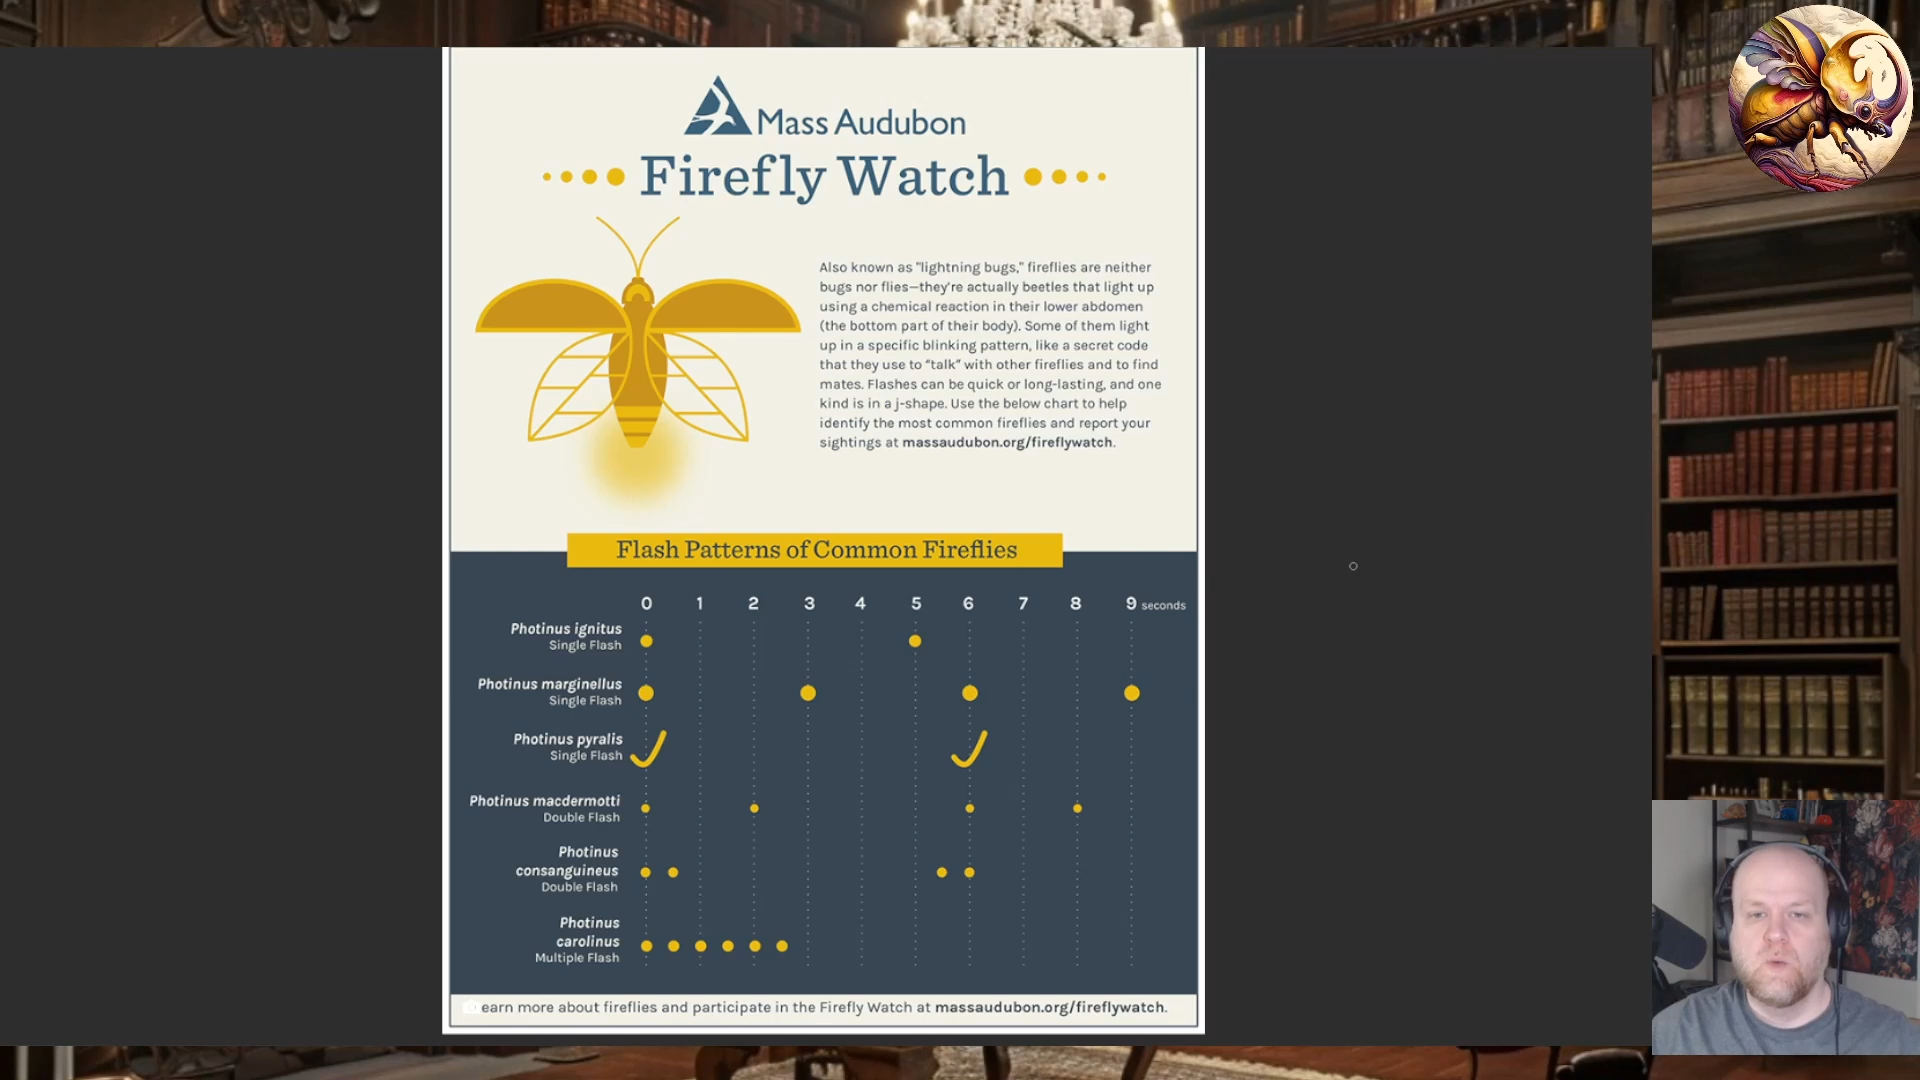 Mass Audubon
Firefly Watch
Also known as "lightning bugs," fireflies are neither
bugs nor flies—they're actually beetles that light up
using a chemical reaction in their lower abdomen
(the bottom part of their body). Some of them light
up in a specific blinking pattern, like a secret code
that they use to “talk” with other fireflies and to find
mates. Flashes can be quick or long-lasting, and one
kind is in a j-shape. Use the below chart to help
identify the most common fireflies and report your
sightings at massaudubon.org/fireflywatch.
Flash Patterns of Common Fireflies
0 1 2 3 4 5 6 7 8 9 seconds
Photinus ignitus
Single Flash
Photinus marginellus
Single Flash
Photinus pyralis
Single Flash
Photinus macdermotti
Double Flash
Photinus
consanguineus
Double Flash
Photinus
carolinus
Multiple Flash
earn more about fireflies and participate in the Firefly Watch at massaudubon.org/fireflywatch.